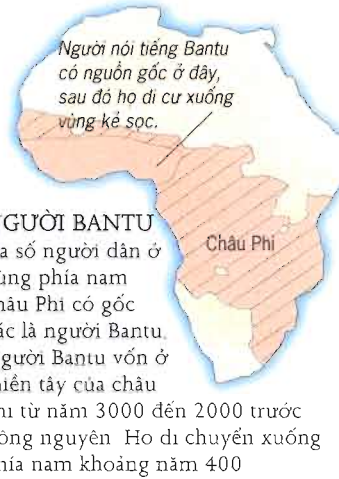 Người nói tiếng Bantu
có nguồn gốc ở đây,
sau đó họ di cư xuống
vùng kẻ sọc.
Châu Phi
GƯỜI BANTU
a số người dân ở
ùng phía nam
hâu Phi có gốc
ác là người Bantu.
gười Bantu vốn ở
iền tây của châu
hi từ năm 3000 đến 2000 trước
ông nguyên Họ di chuyển xuống
hía nam khoảng năm 400